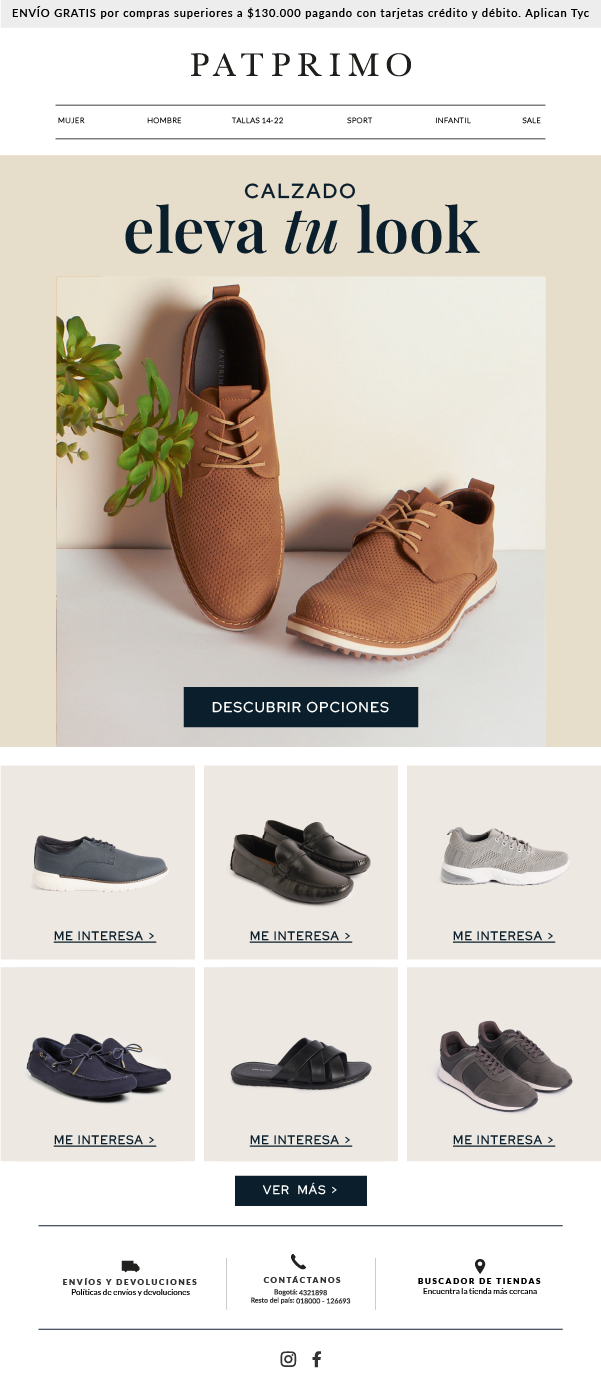 ENVÍO GRATIS por compras superiores a $130.000 pagando con tarjetas crédito y débito. Aplican Tyc
PATPRIMO
MUJER HOMBRE TALLAS 14-22 SPORT INFANTIL SALE
CALZADO
eleva tu look
DESCUBRIR OPCIONES
ME INTERESA > ME INTERESA > ME INTERESA >
ME INTERESA > ME INTERESA > ME INTERESA >
VER MÁS >
ENVÍOS Y DEVOLUCIONES
Políticas de envíos y devoluciones
CONTÁCTANOS
Bogotá: 4321898
Resto del país: 018000 - 126693
BUSCADOR DE TIENDAS
Encuentra la tienda más cercana